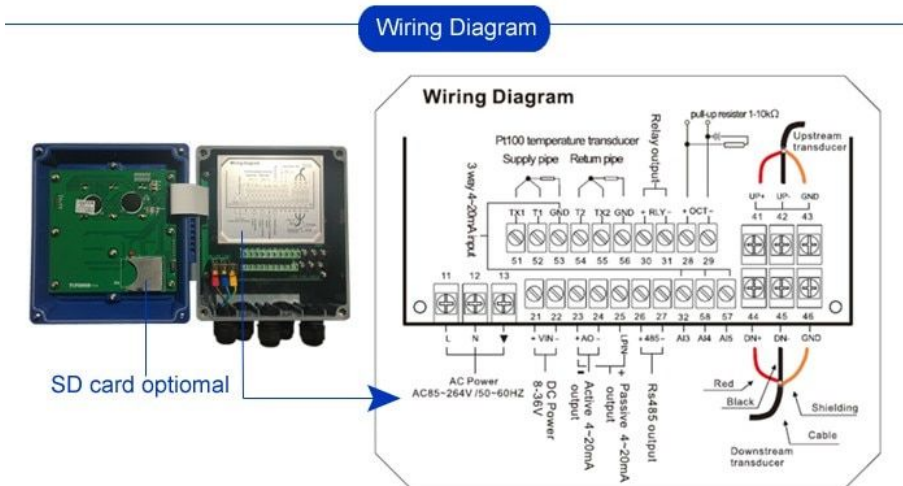 Wiring Diagram
SD card optiomal
Wiring Diagram
Pt100 temperature transducer
Supply pipe Return pipe
Relay output
pull-up resister 1-10kΩ
Upstream
transducer
3 way 4~20mA input
TX1 T1 GND T2 TX2 GND + RLY - + OCT -
51 52 53 54 55 56 30 31 28 29
UP+ UP- GND
41 42 43
11 12 13
L N ▼
AC Power
AC85~264V /50~60HZ
21 22 23 24 25 26 27 32 58 57
+ VIN - + AO - LPIN- + 485- AI3 AI4 AI5
DC Power
8-36V
- +
Active 4~20mA
output
Passive 4~20mA
output
Rs485 output
44 45 46
DN+ DN- GND
Red
Black
Shielding
Cable
Downstream
transducer